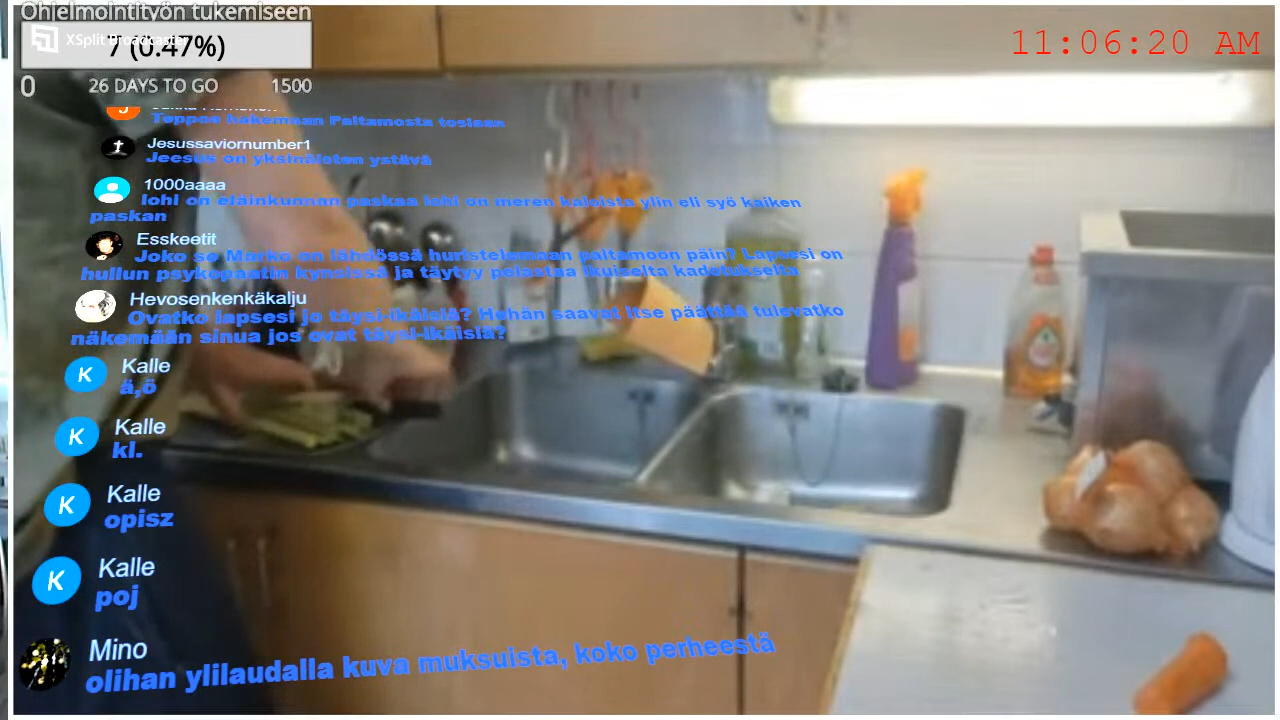 Ohjelmointityön tukemiseen
XSplit Broadcaster
7 (0.47%)
0 26 DAYS TO GO 1500
11:06:20 AM
Teppoa hakemaan Paltamosta tosiaan
Jesussaviornumber1
Jeesus on yksinäisten ystävä
1000aaaa
lohi on eläinkunnan paskaa lohi on meren kaloista ylin eli syö kaiken
paskan
Esskeetit
Joko se Marko on lähdössä huristelemaan paltamoon päin? Lapsesi on
hullun psykopaatin kynsissä ja täytyy pelastaa ikuiselta kadotukselta
Hevosenkenkäkalju
Ovatko lapsesi jo täysi-ikäisiä? Hehän saavat itse päättää tulevatko
näkemään sinua jos ovat täysi-ikäisiä?
K Kalle
ä,ö
K Kalle
kl.
K Kalle
opisz
K Kalle
poj
Mino
olihan ylilaudalla kuva muksuista, koko perheestä